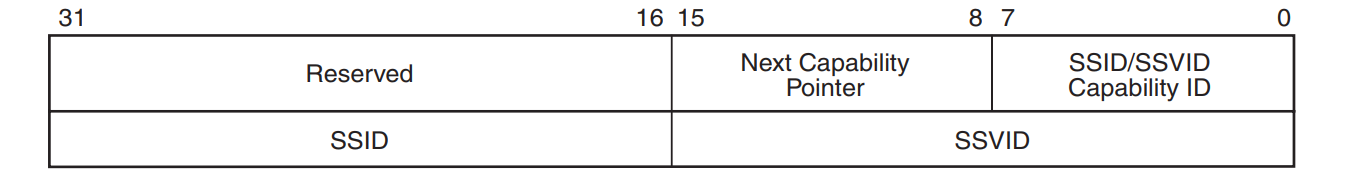 31 16 15 8 7 0
Reserved
Next Capability
Pointer
SSID/SSVID
Capability ID
SSID
SSVID